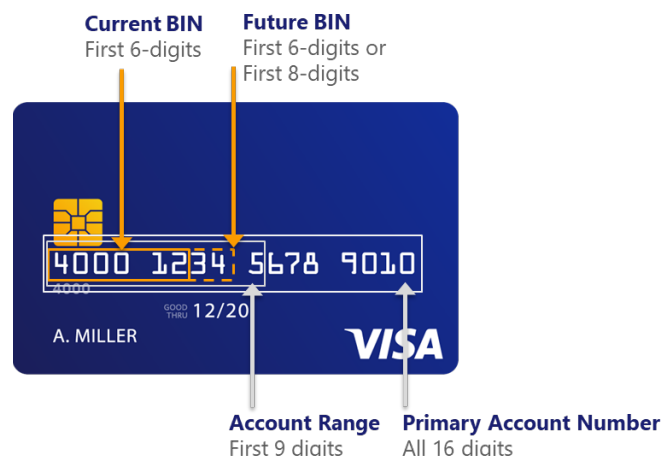 Current BIN
First 6-digits
Future BIN
First 6-digits or
First 8-digits
4000 1234 5678 9010
4000
GOOD THRU 12/20
A. MILLER
VISA
Account Range
First 9 digits
Primary Account Number
All 16 digits